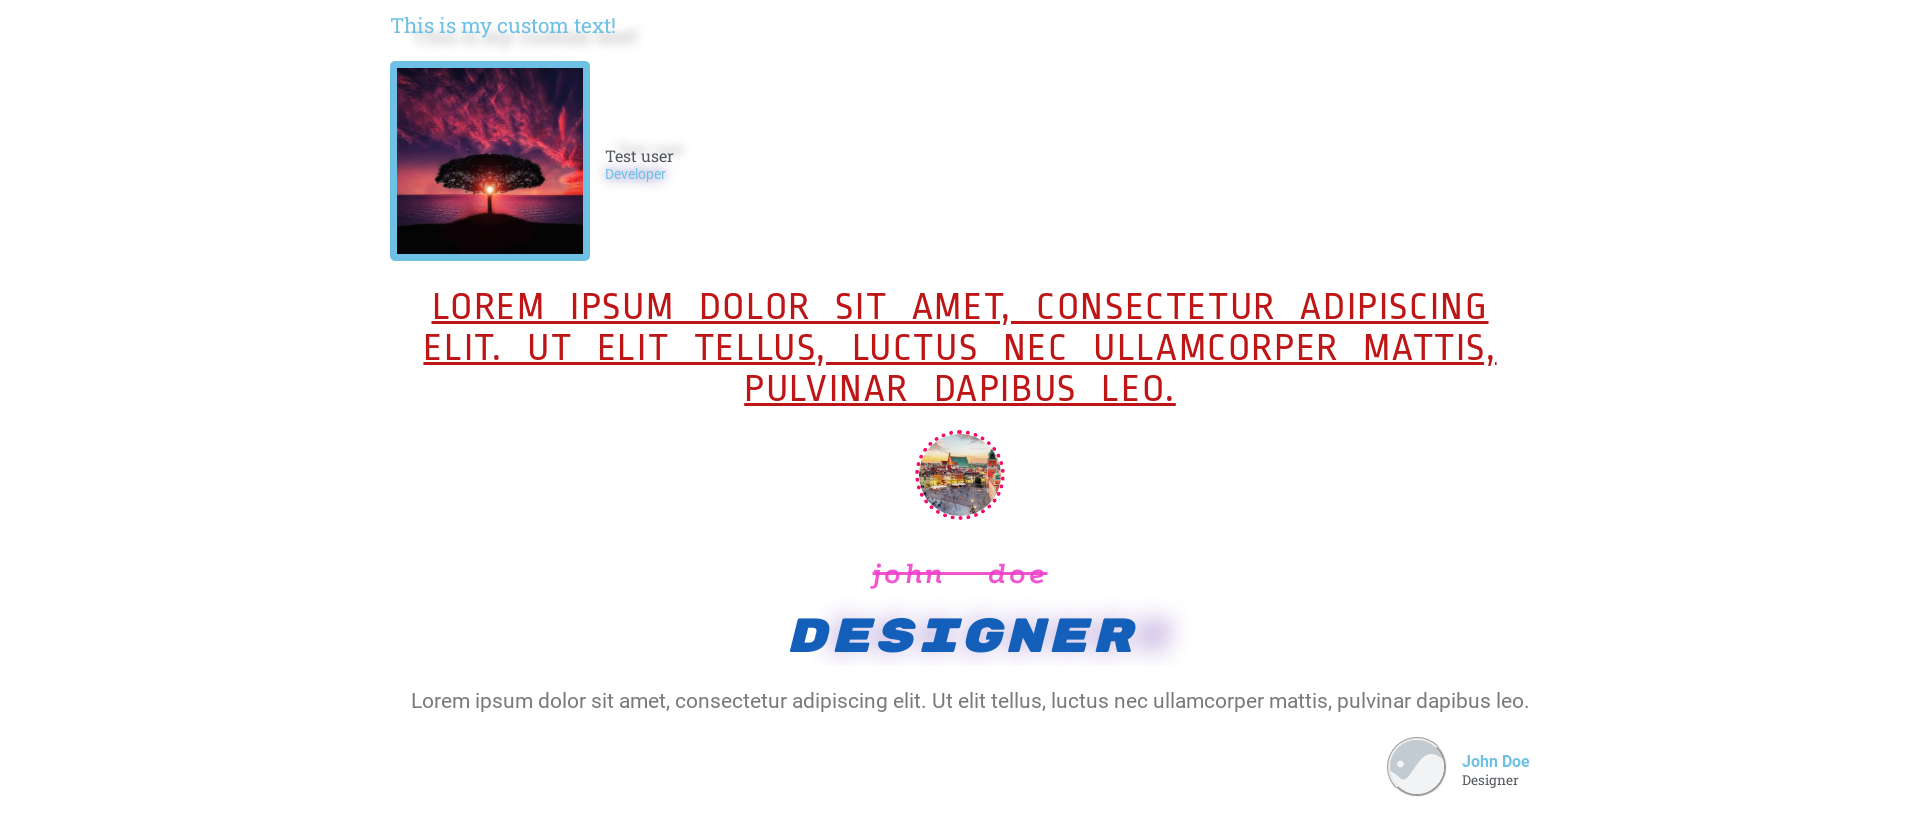 This is my custom text!
Test user
Developer
LOREM IPSUM DOLOR SIT AMET, CONSECTETUR ADIPISCING
ELIT. UT ELIT TELLUS, LUCTUS NEC ULLAMCORPER MATTIS,
PULVINAR DAPIBUS LEO.
john doe
DESIGNER
Lorem ipsum dolor sit amet, consectetur adipiscing elit. Ut elit tellus, luctus nec ullamcorper mattis, pulvinar dapibus leo.
John Doe
Designer